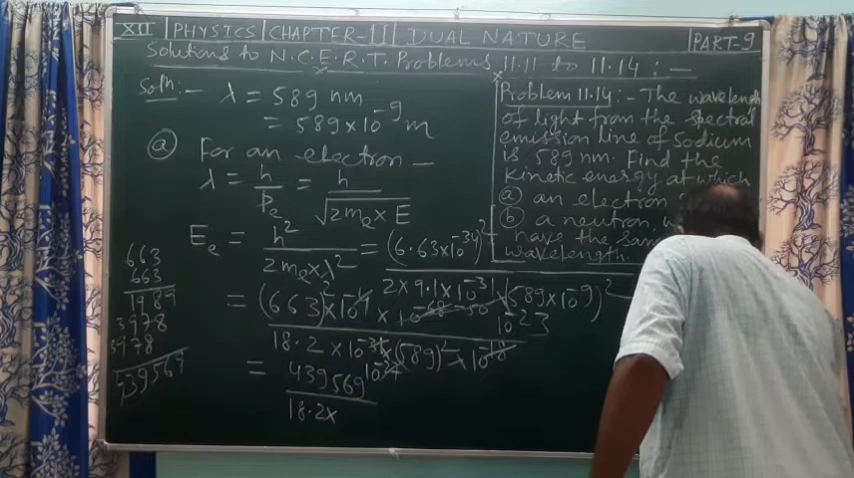 XII | PHYSICS | CHAPTER-11 | DUAL NATURE | PART-9
Solutions to N.C.E.R.T. Problems 11.11 to 11.14 :-
Soln:- λ = 589 nm
= 589×10⁻⁹ m
(a) For an electron —
λ = h/Pₑ = h/√(2mₑ×E)
Eₑ = h²/(2mₑ×λ²) = (6.63×10⁻³⁴)²/(2×9.1×10⁻³¹(589×10⁻⁹)²)
= (663)²×10⁻⁴ × 10⁻⁶⁸
18.2×10⁻³¹×(589)²×10⁻¹⁸
10⁻²³
= 439569
18.2×
663
663
1989
3978
3978
439569
Problem 11.14:- The wavelength
of light from the spectral
emission line of Sodium
is 589 nm. Find the
Kinetic energy at which
(a) an electron
(b) a neutron
have the same
wavelength.